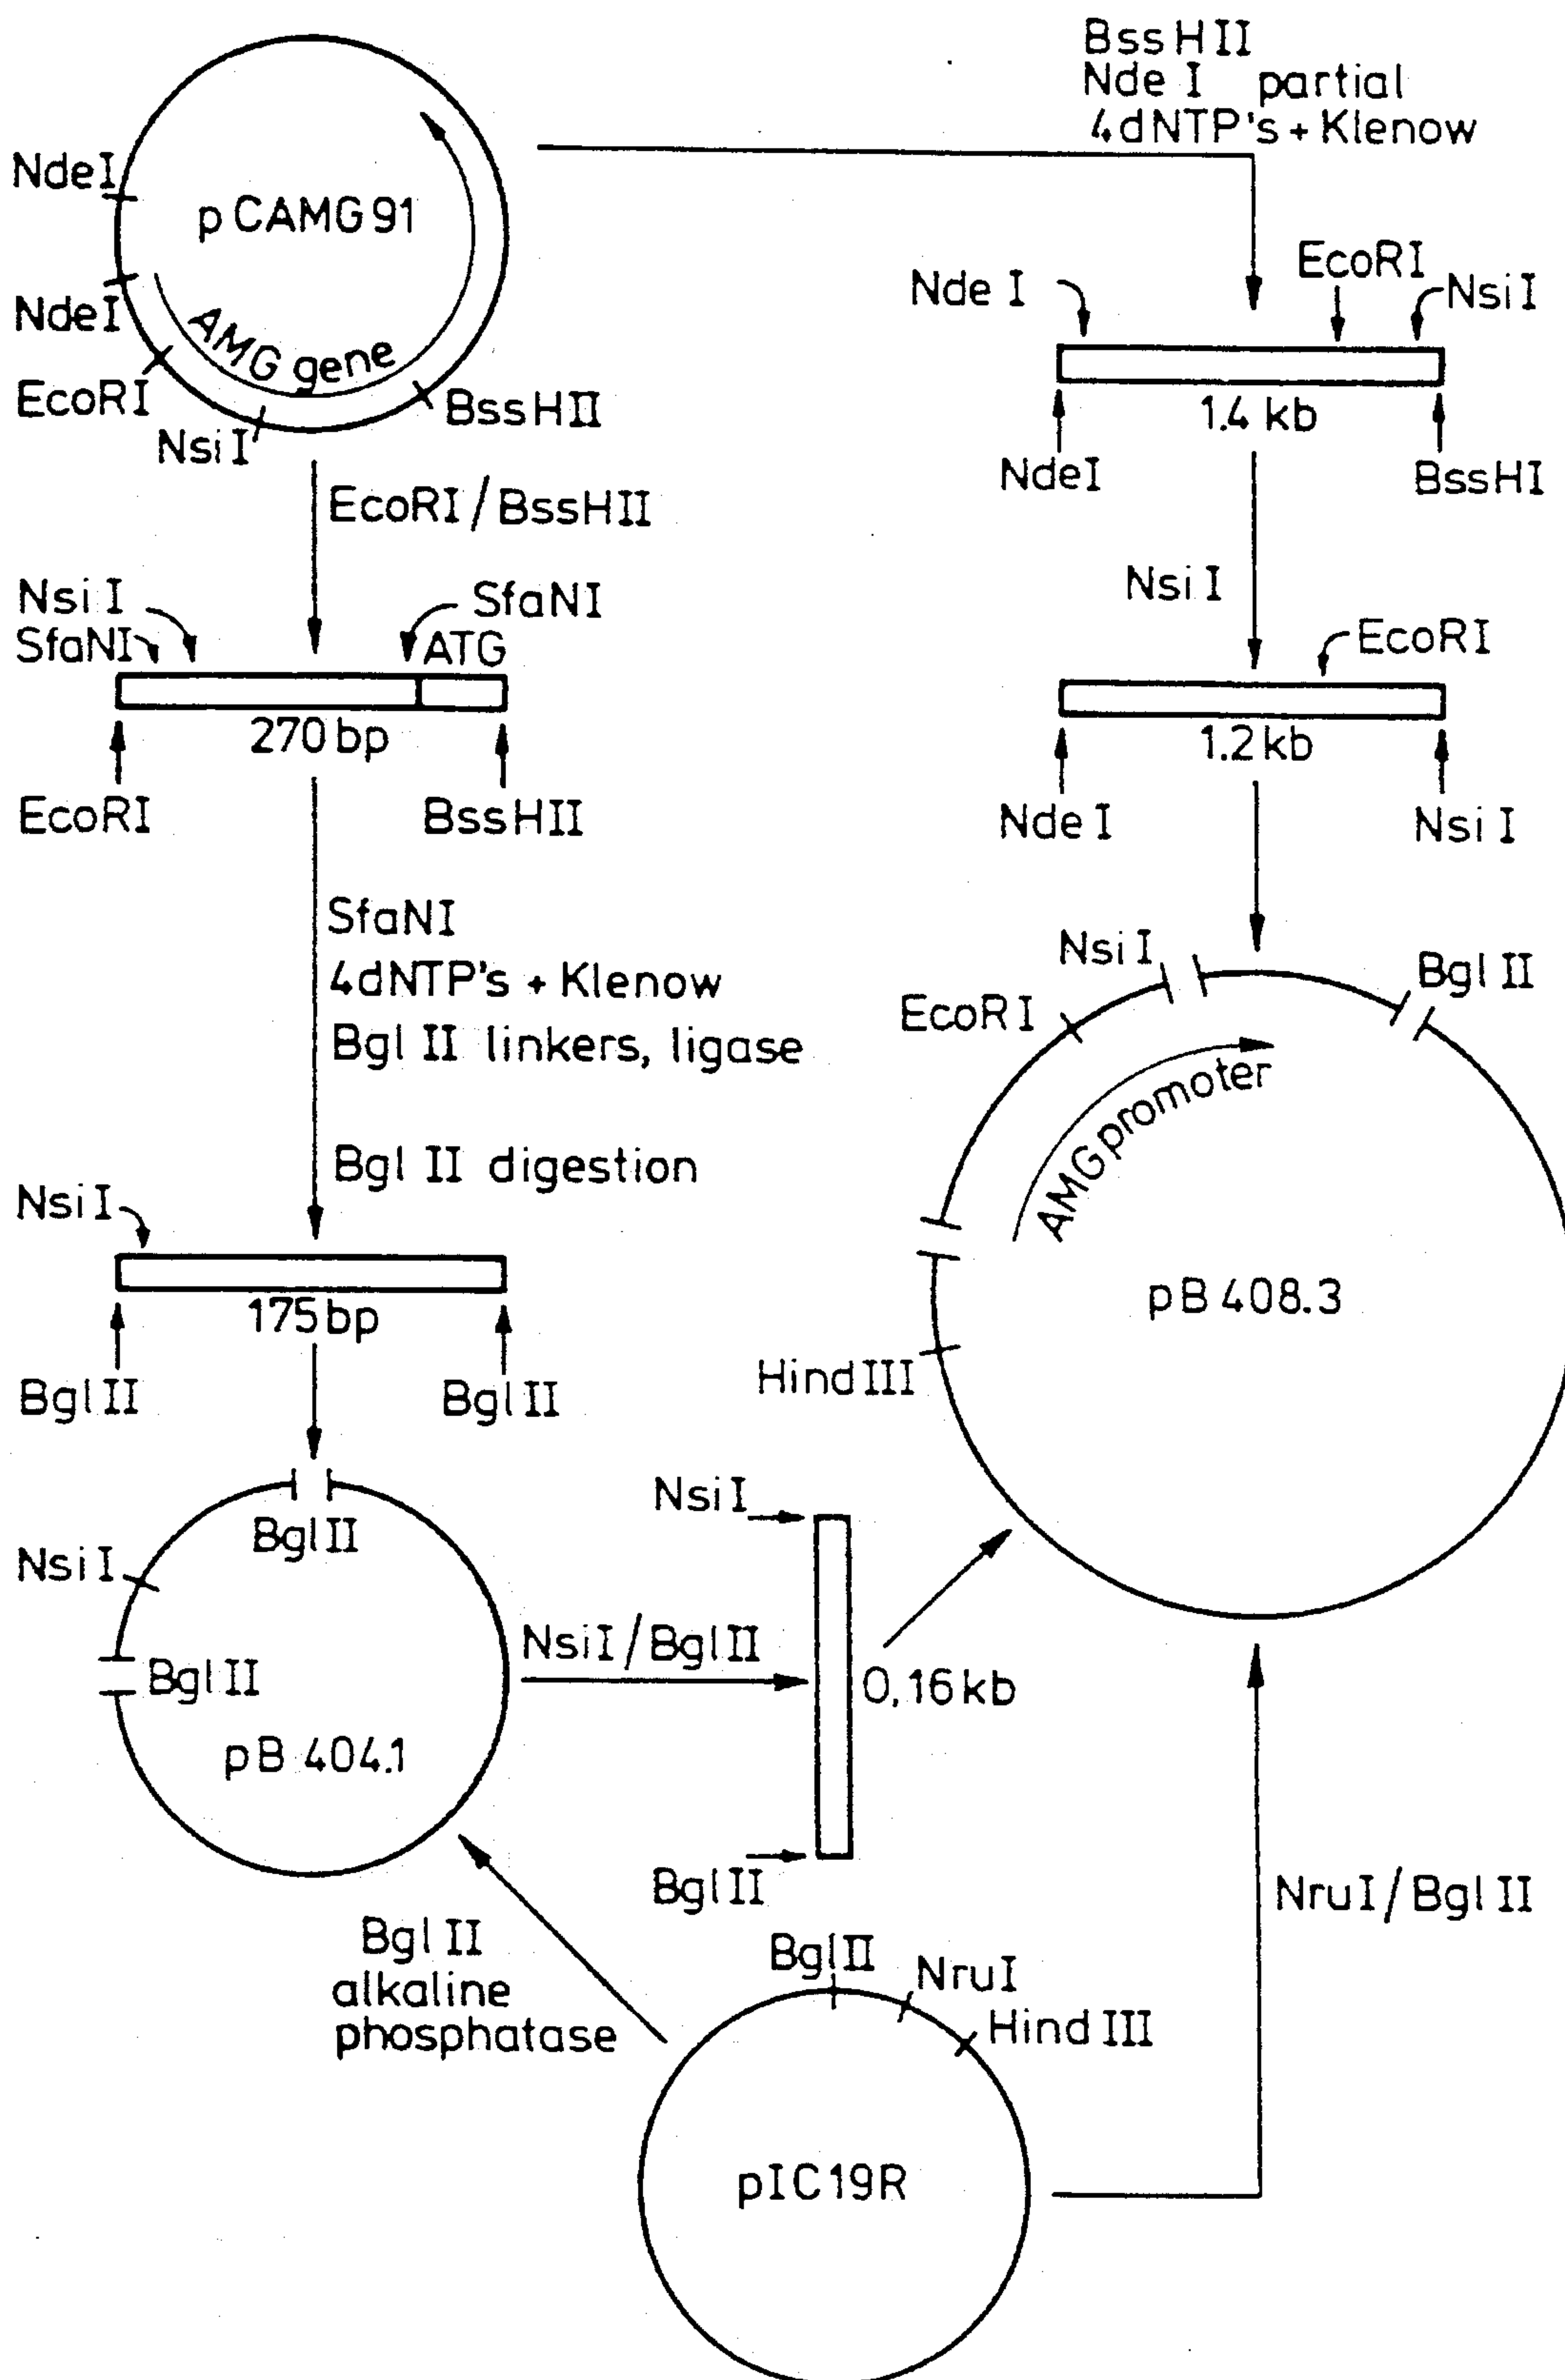 BssHII
NdeI partial
4dNTP's + Klenow
NdeI
pCAMG91
NdeI
AMG gene
EcoRI
NsiI
BssHII
EcoRI/BssHII
NdeI
EcoRI
NsiI
1.4 kb
NdeI
BssHI
NsiI
NsiI
SfaNI
SfaNI
ATG
270 bp
EcoRI
BssHII
EcoRI
1.2 kb
NdeI
NsiI
SfaNI
4dNTP's + Klenow
BglII linkers, ligase
BglII digestion
NsiI
175 bp
BglII
BglII
NsiI
BglII
EcoRI
AMG promoter
pB 408.3
HindIII
BglII
NsiI
BglII
pB 404.1
NsiI/BglII
NsiI
0,16 kb
BglII
BglII
alkaline
phosphatase
BglII
NruI
HindIII
pIC19R
NruI/BglII